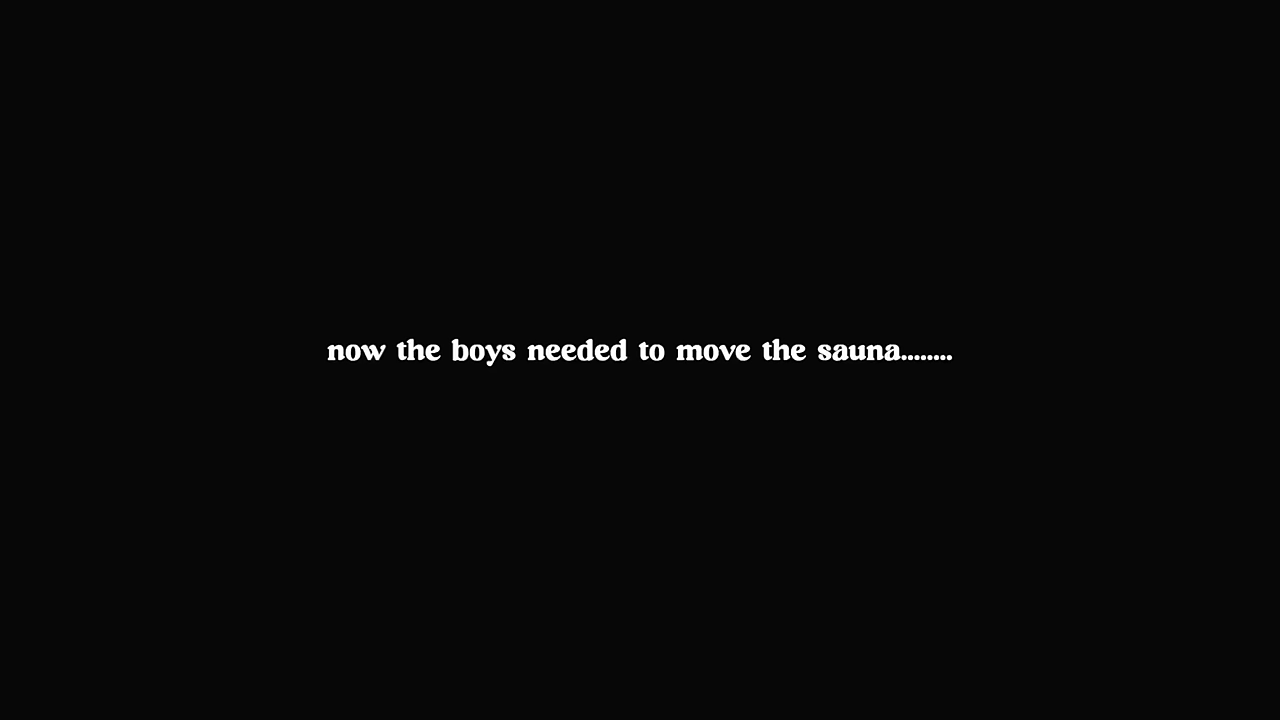 now the boys needed to move the sauna........